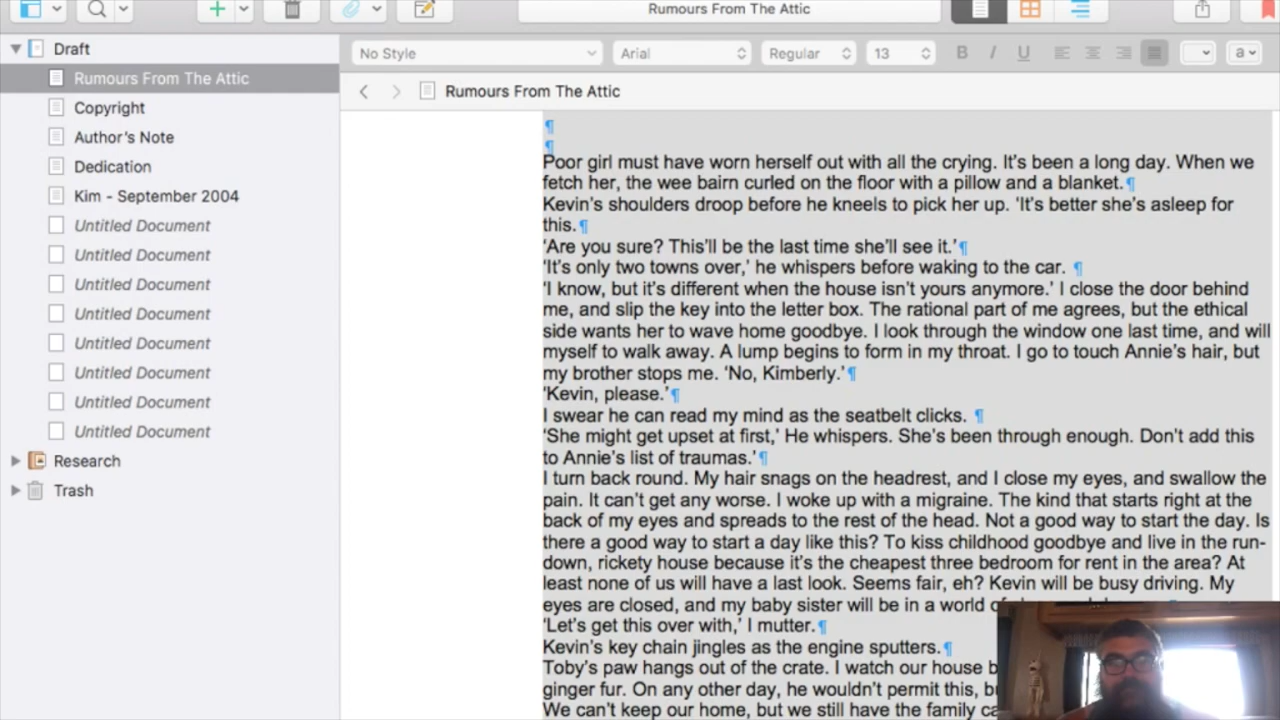 Rumours From The Attic
Draft
Rumours From The Attic
Copyright
Author's Note
Dedication
Kim - September 2004
Untitled Document
Untitled Document
Untitled Document
Untitled Document
Untitled Document
Untitled Document
Untitled Document
Untitled Document
Research
Trash
No Style
Arial
Regular
13
B
I
U
a
Rumours From The Attic
¶
¶
Poor girl must have worn herself out with all the crying. It's been a long day. When we
fetch her, the wee bairn curled on the floor with a pillow and a blanket.¶
Kevin's shoulders droop before he kneels to pick her up. 'It's better she's asleep for
this.¶
'Are you sure? This'll be the last time she'll see it.'¶
'It's only two towns over,' he whispers before waking to the car. ¶
'I know, but it's different when the house isn't yours anymore.' I close the door behind
me, and slip the key into the letter box. The rational part of me agrees, but the ethical
side wants her to wave home goodbye. I look through the window one last time, and will
myself to walk away. A lump begins to form in my throat. I go to touch Annie's hair, but
my brother stops me. 'No, Kimberly.'¶
'Kevin, please.'¶
I swear he can read my mind as the seatbelt clicks. ¶
'She might get upset at first,' He whispers. She's been through enough. Don't add this
to Annie's list of traumas.'¶
I turn back round. My hair snags on the headrest, and I close my eyes, and swallow the
pain. It can't get any worse. I woke up with a migraine. The kind that starts right at the
back of my eyes and spreads to the rest of the head. Not a good way to start the day. Is
there a good way to start a day like this? To kiss childhood goodbye and live in the run-
down, rickety house because it's the cheapest three bedroom for rent in the area? At
least none of us will have a last look. Seems fair, eh? Kevin will be busy driving. My
eyes are closed, and my baby sister will be in a world
'Let's get this over with,' I mutter.¶
Kevin's key chain jingles as the engine sputters.¶
Toby's paw hangs out of the crate. I watch our house
ginger fur. On any other day, he wouldn't permit this,
We can't keep our home, but we still have the family